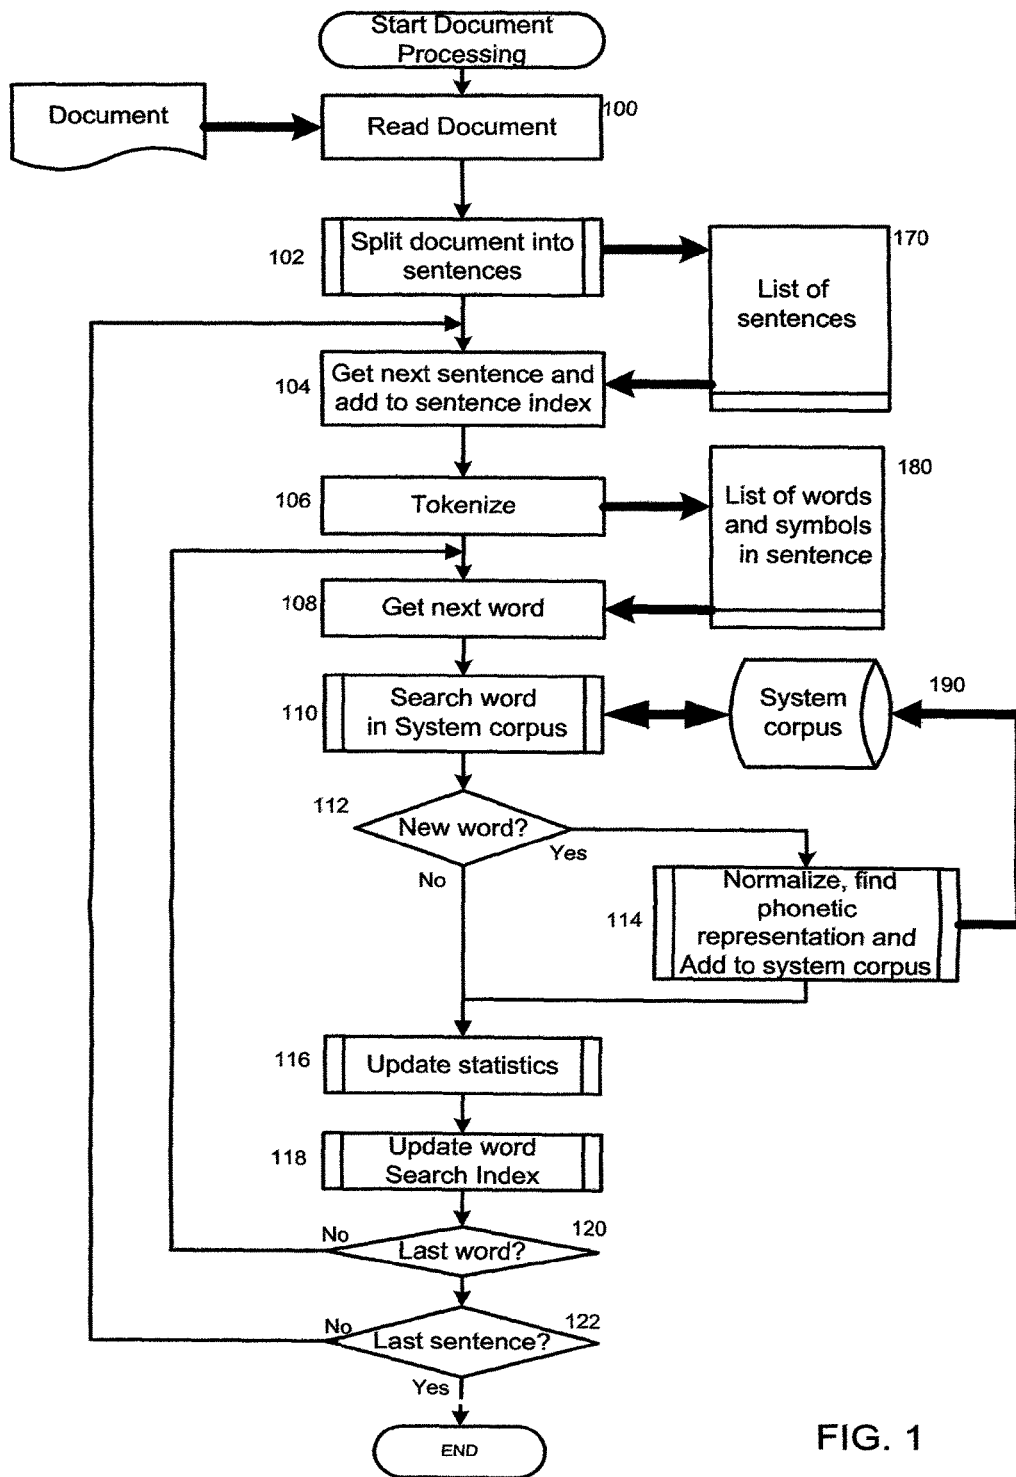 Start Document
Processing
Document
100
Read Document
102
Split document into
sentences
170
List of
sentences
104
Get next sentence and
add to sentence index
106
Tokenize
180
List of words
and symbols
in sentence
108
Get next word
110
Search word
in System corpus
System
corpus
190
112
New word?
Yes
No
114
Normalize, find
phonetic
representation and
Add to system corpus
116
Update statistics
118
Update word
Search Index
No
120
Last word?
No
122
Last sentence?
Yes
END
FIG. 1